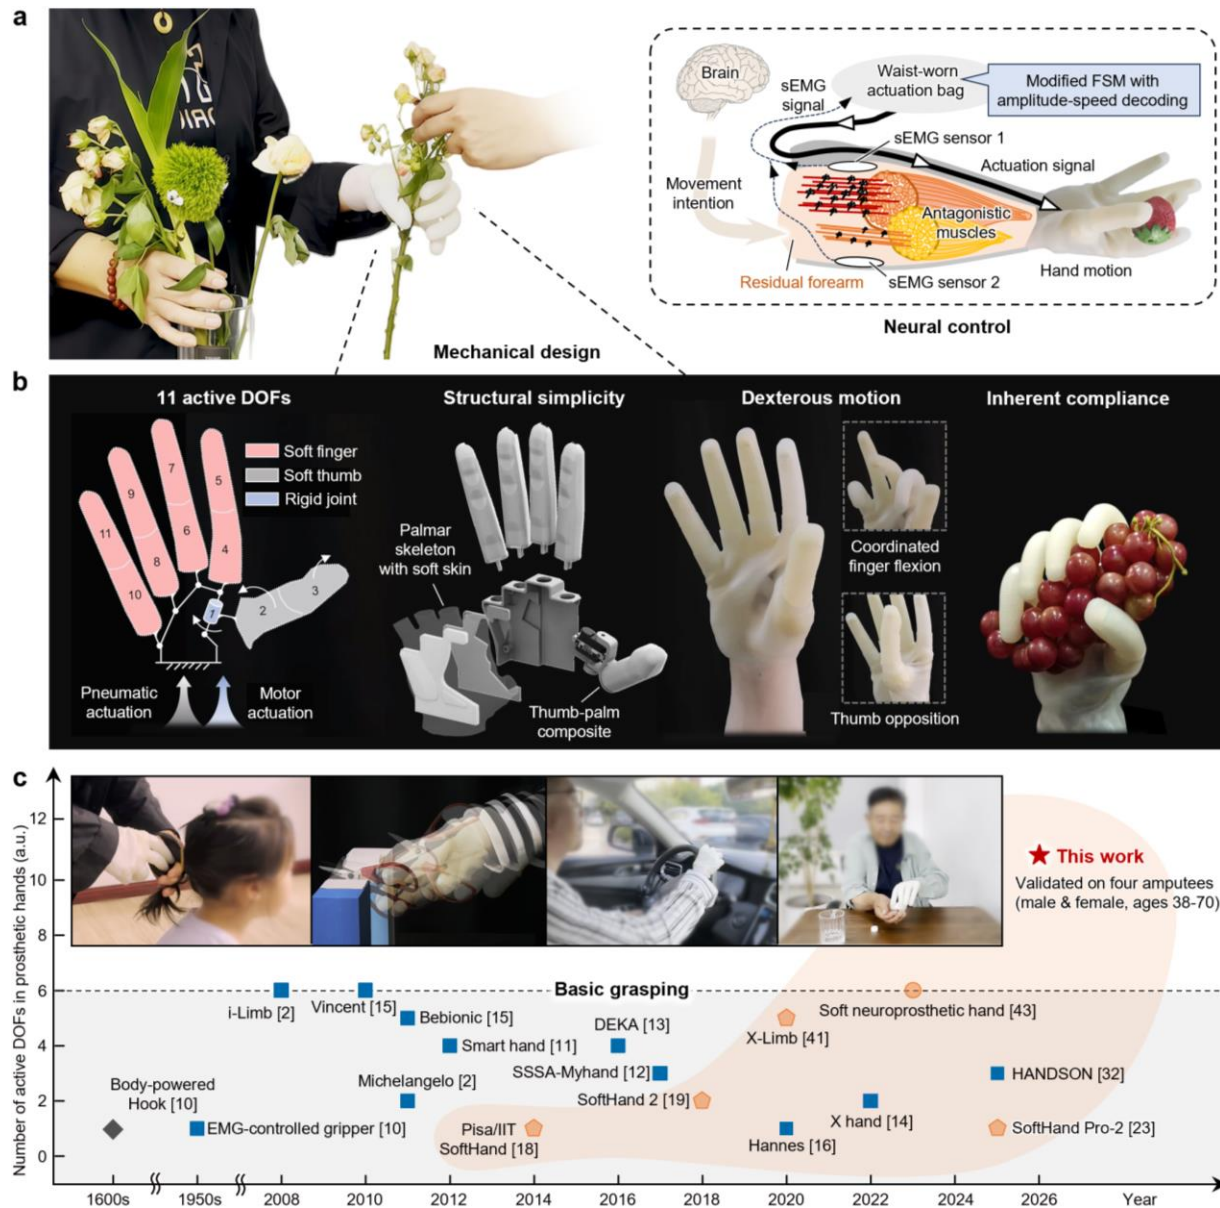 a
Brain
sEMG
signal
Waist-worn
actuation bag
Modified FSM with
amplitude-speed decoding
sEMG sensor 1
Actuation signal
Movement
intention
Antagonistic
muscles
Residual forearm
sEMG sensor 2
Hand motion
Neural control
Mechanical design
b
11 active DOFs
Structural simplicity
Dexterous motion
Inherent compliance
Soft finger
Soft thumb
Rigid joint
7
5
9
11
6
4
8
10
1
2
3
Pneumatic
actuation
Motor
actuation
Palmar
skeleton
with soft skin
Thumb-palm
composite
Coordinated
finger flexion
Thumb opposition
c
Number of active DOFs in prosthetic hands (a.u.)
12
10
8
6
4
2
0
This work
Validated on four amputees
(male & female, ages 38-70)
Basic grasping
i-Limb [2]
Vincent [15]
Bebionic [15]
Smart hand [11]
DEKA [13]
X-Limb [41]
Soft neuroprosthetic hand [43]
Body-powered
Hook [10]
Michelangelo [2]
SSSA-Myhand [12]
SoftHand 2 [19]
HANDSON [32]
EMG-controlled gripper [10]
Pisa/IIT
SoftHand [18]
Hannes [16]
X hand [14]
SoftHand Pro-2 [23]
1600s
1950s
2008
2010
2012
2014
2016
2018
2020
2022
2024
2026
Year